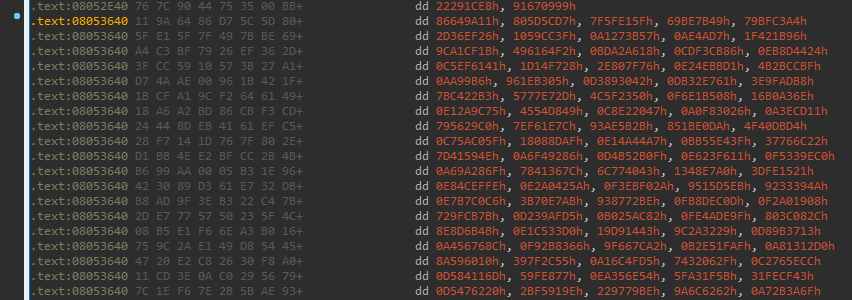 .text:08052E40 76 7C 90 44 75 35 00 BB+ dd 22291CE8h, 91670999h
.text:08053640 11 9A 64 86 D7 5C 5D 80+ dd 86649A11h, 805D5CD7h, 7F5FE15Fh, 69BE7B49h, 79BFC3A4h
.text:08053640 5F E1 5F 7F 49 7B BE 69+ dd 2D36EF26h, 1059CC3Fh, 0A1273B57h, 0AE4AD7h, 1F421B96h
.text:08053640 A4 C3 BF 79 26 EF 36 2D+ dd 9CA1CF1Bh, 496164F2h, 0BDA2A618h, 0CDF3CB86h, 0EB8D4424h
.text:08053640 3F CC 59 10 57 3B 27 A1+ dd 0C5EF6141h, 1D14F728h, 2E807F76h, 0E24EBBD1h, 4B2BCCBFh
.text:08053640 D7 4A AE 00 96 1B 42 1F+ dd 0AA99B6h, 961EB305h, 0D3893042h, 0DB32E761h, 3E9FADB8h
.text:08053640 1B CF A1 9C F2 64 61 49+ dd 7BC422B3h, 5777E72Dh, 4C5F2350h, 0F6E1B508h, 16B0A36Eh
.text:08053640 18 A6 A2 BD 86 CB F3 CD+ dd 0E12A9C75h, 4554D849h, 0C8E22047h, 0A0F83026h, 0A3ECD11h
.text:08053640 24 44 8D EB 41 61 EF C5+ dd 795629C0h, 7EF61E7Ch, 93AE5B2Bh, 851BE0DAh, 4F40DBD4h
.text:08053640 28 F7 14 1D 76 7F 80 2E+ dd 0C75AC05Fh, 18088DAFh, 0E14A44A7h, 0BB55E43Fh, 37766C22h
.text:08053640 D1 BB 4E E2 BF CC 2B 4B+ dd 7D41594Eh, 0A6F49286h, 0D4B52B0Fh, 0E623F611h, 0F5339EC0h
.text:08053640 B6 99 AA 00 05 B3 1E 96+ dd 0A69A286Fh, 7841367Ch, 6C774043h, 1348E7A0h, 3DFE1521h
.text:08053640 42 30 89 D3 61 E7 32 DB+ dd 0E84CEFFEh, 0E2A0425Ah, 0F3EBF02Ah, 9515D5EBh, 9233394Ah
.text:08053640 B8 AD 9F 3E B3 22 C4 7B+ dd 0E7B7C0C6h, 3B70E7ABh, 938772BEh, 0FB8DEC0Dh, 0F2A01908h
.text:08053640 2D E7 77 57 50 23 5F 4C+ dd 729FCB7Bh, 0D239AFD5h, 0B025AC82h, 0FE4ADE9Fh, 803C082Ch
.text:08053640 08 B5 E1 F6 6E A3 B0 16+ dd 8E8D6B4Bh, 0E1C533D0h, 19D91443h, 9C2A3229h, 0D89B3713h
.text:08053640 75 9C 2A E1 49 D8 54 45+ dd 0A456768Ch, 0F92B8366h, 9F667CA2h, 0B2E51FAFh, 0A81312D0h
.text:08053640 47 20 E2 C8 26 30 F8 A0+ dd 8A596010h, 397F2C55h, 0A16C4FD5h, 7432062Fh, 0C2765ECCh
.text:08053640 11 CD 3E 0A C0 29 56 79+ dd 0D584116Dh, 59FE877h, 0EA356E54h, 5FA31F5Bh, 31FECF43h
.text:08053640 7C 1E F6 7E 2B 5B AE 93+ dd 0D5476220h, 2BF5919Eh, 229779BEh, 9A6C6262h, 0A72B3A6Fh